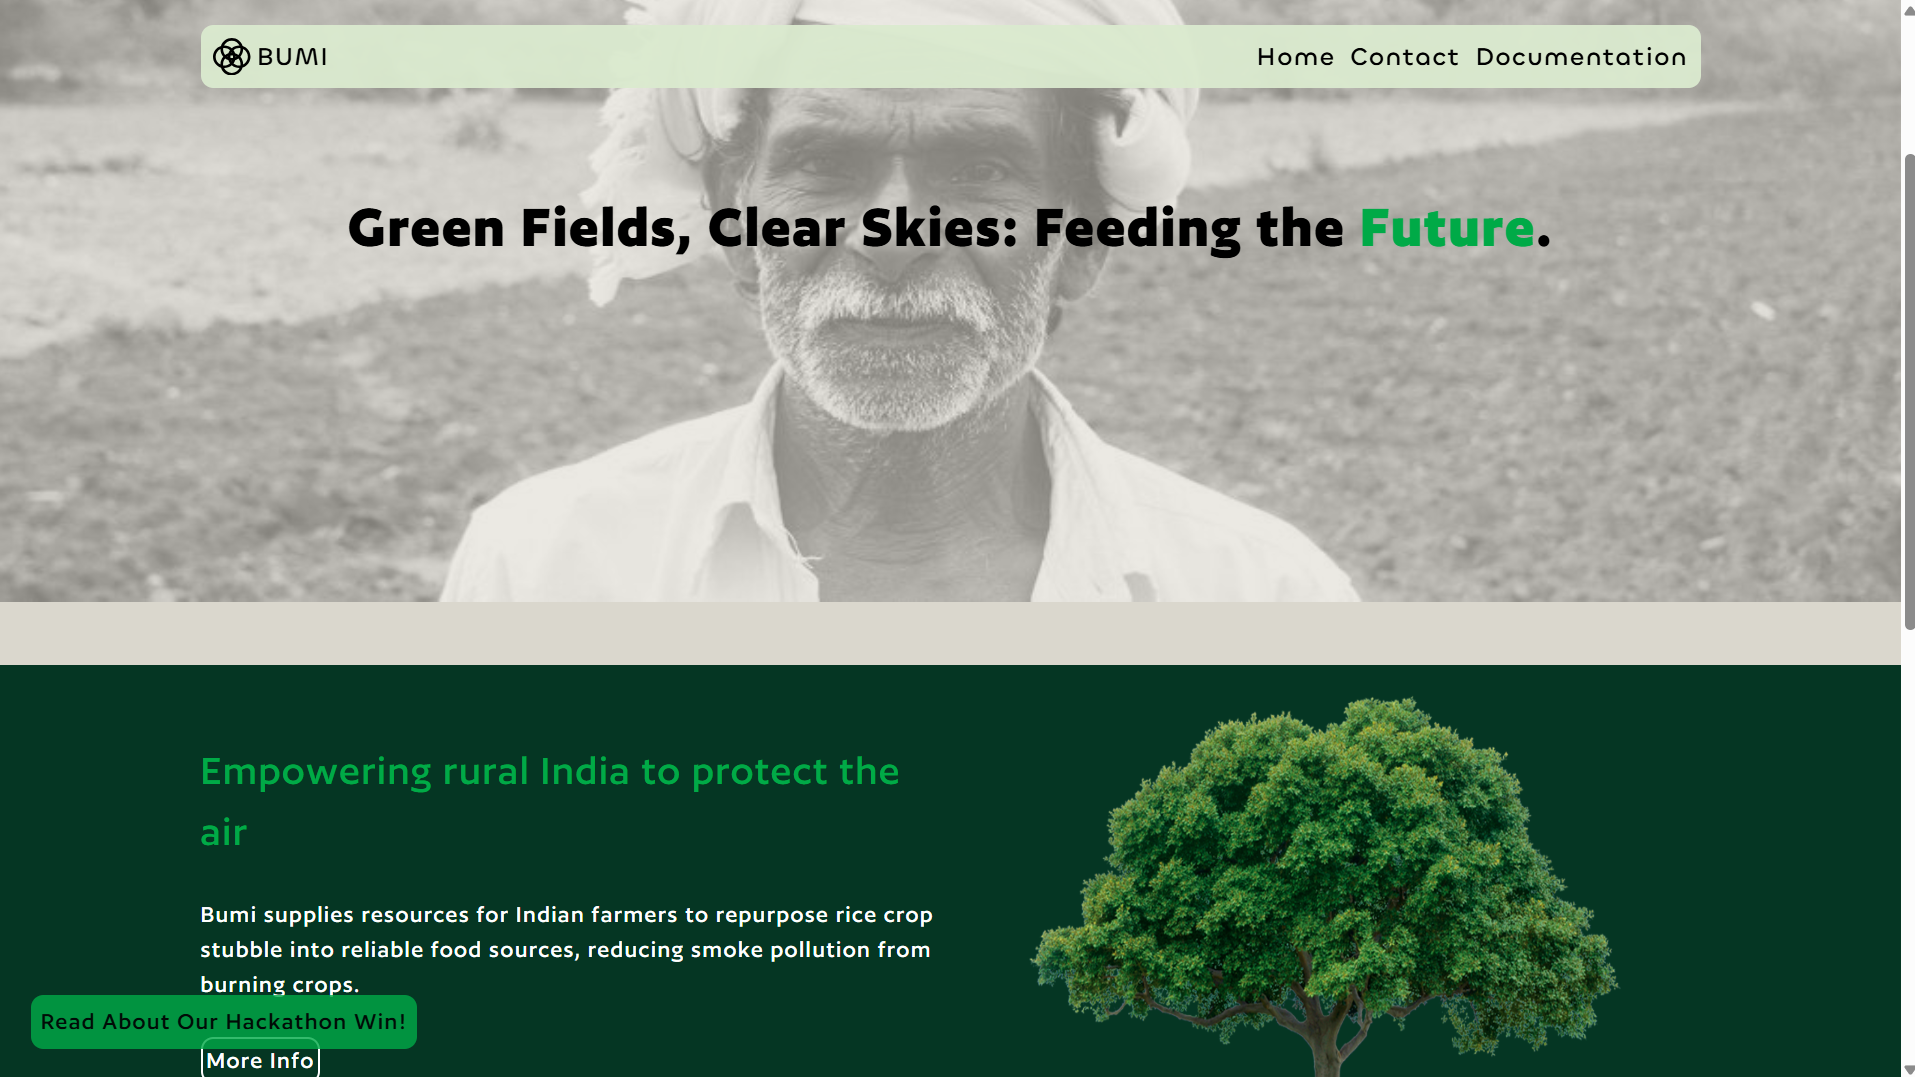 BUMI
Home Contact Documentation
Green Fields, Clear Skies: Feeding the Future.
Empowering rural India to protect the
air
Bumi supplies resources for Indian farmers to repurpose rice crop
stubble into reliable food sources, reducing smoke pollution from
burning crops.
Read About Our Hackathon Win!
More Info